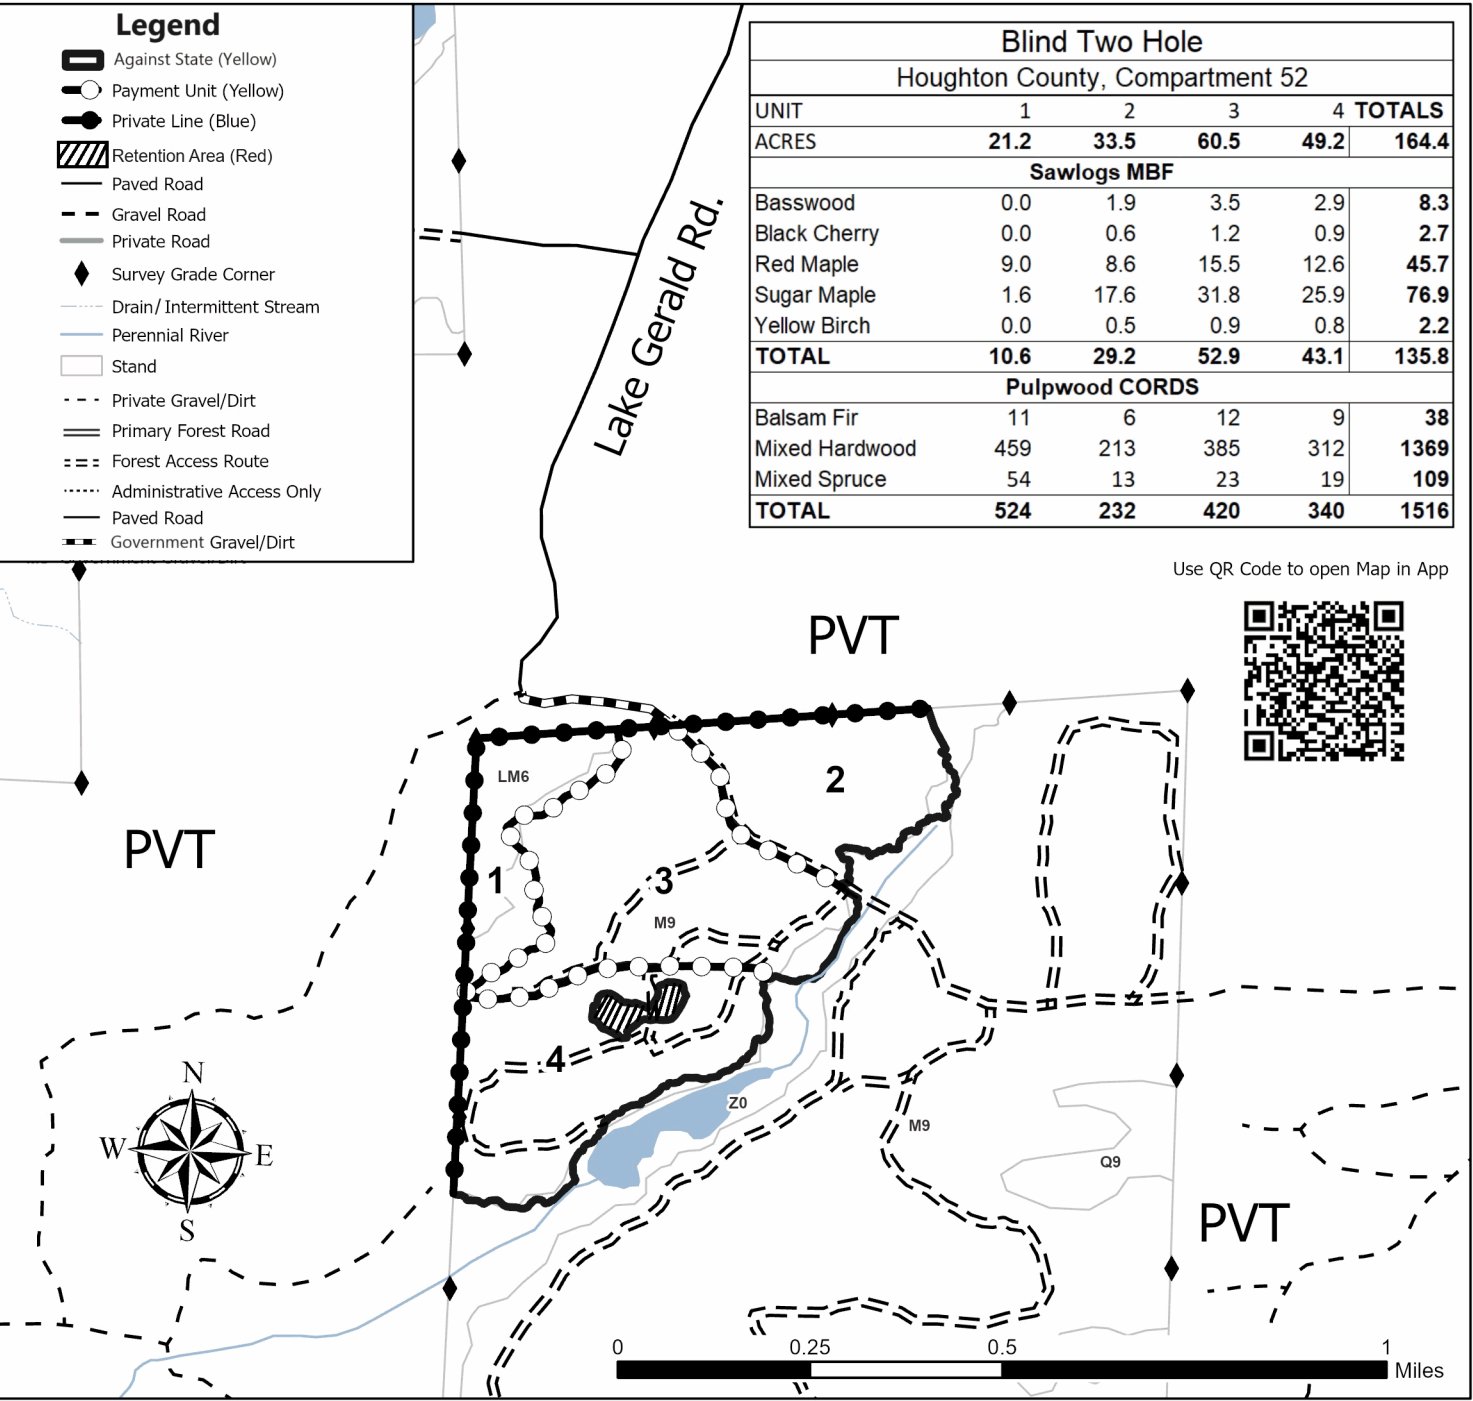 Legend
Against State (Yellow)
Payment Unit (Yellow)
Private Line (Blue)
Retention Area (Red)
Paved Road
Gravel Road
Private Road
Survey Grade Corner
Drain/ Intermittent Stream
Perennial River
Stand
Private Gravel/Dirt
Primary Forest Road
Forest Access Route
Administrative Access Only
Paved Road
Government Gravel/Dirt
Blind Two Hole
Houghton County, Compartment 52
UNIT 1 2 3 4 TOTALS
ACRES 21.2 33.5 60.5 49.2 164.4
Sawlogs MBF
Basswood 0.0 1.9 3.5 2.9 8.3
Black Cherry 0.0 0.6 1.2 0.9 2.7
Red Maple 9.0 8.6 15.5 12.6 45.7
Sugar Maple 1.6 17.6 31.8 25.9 76.9
Yellow Birch 0.0 0.5 0.9 0.8 2.2
TOTAL 10.6 29.2 52.9 43.1 135.8
Pulpwood CORDS
Balsam Fir 11 6 12 9 38
Mixed Hardwood 459 213 385 312 1369
Mixed Spruce 54 13 23 19 109
TOTAL 524 232 420 340 1516
Lake Gerald Rd.
Use QR Code to open Map in App
PVT
PVT
LM6
2
1
3
M9
4
Z0
M9
Q9
PVT
N
W E
S
0 0.25 0.5 1
Miles